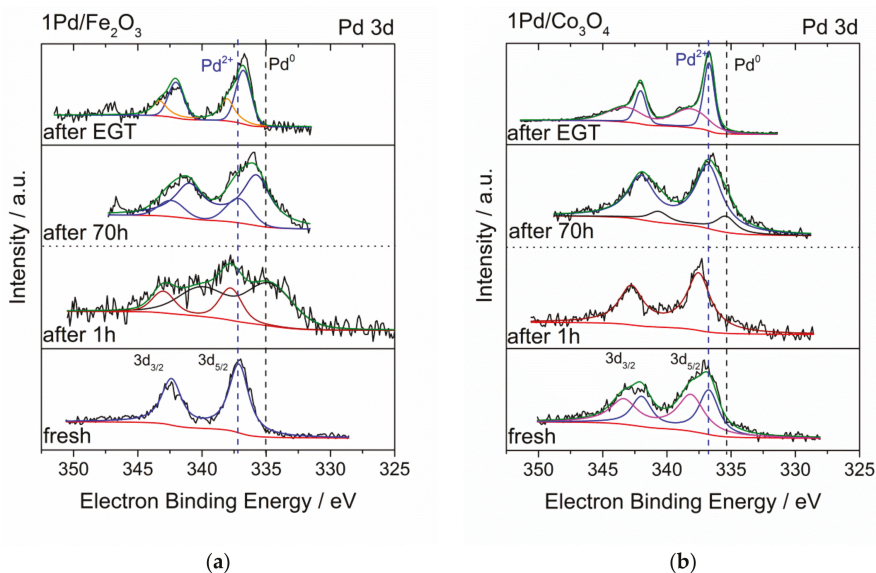 1Pd/Fe₂O₃ Pd 3d
Pd²⁺ Pd⁰
after EGT
after 70h
after 1h
3d₃/₂ 3d₅/₂
fresh
Intensity / a.u.
350 345 340 335 330 325
Electron Binding Energy / eV
(a)
1Pd/Co₃O₄ Pd 3d
Pd²⁺ Pd⁰
after EGT
after 70h
after 1h
3d₃/₂ 3d₅/₂
fresh
Intensity / a.u.
350 345 340 335 330 325
Electron Binding Energy / eV
(b)